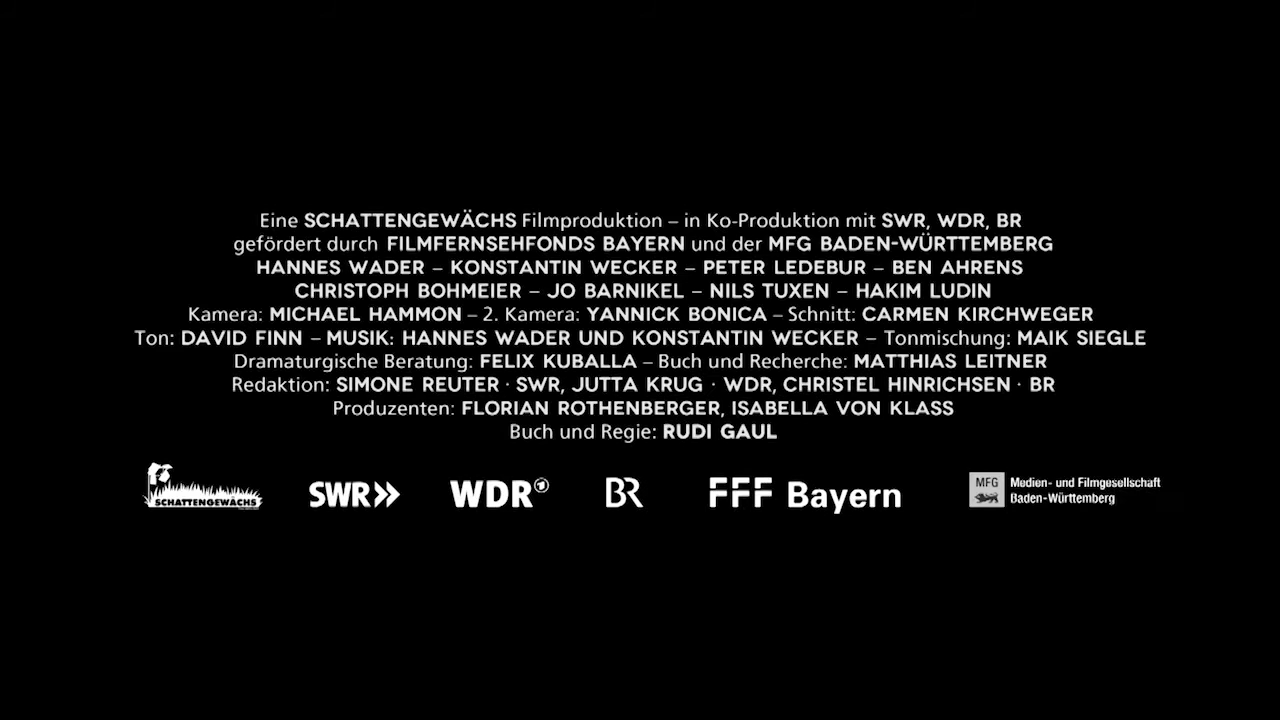 Eine SCHATTENGEWÄCHS Filmproduktion – in Ko-Produktion mit SWR, WDR, BR
gefördert durch FILMFERNSEHFONDS BAYERN und der MFG BADEN-WÜRTTEMBERG
HANNES WADER – KONSTANTIN WECKER – PETER LEDEBUR – BEN AHRENS
CHRISTOPH BOHMEIER – JO BARNIKEL – NILS TUXEN – HAKIM LUDIN
Kamera: MICHAEL HAMMON – 2. Kamera: YANNICK BONICA – Schnitt: CARMEN KIRCHWEGER
Ton: DAVID FINN – MUSIK: HANNES WADER UND KONSTANTIN WECKER – Tonmischung: MAIK SIEGLE
Dramaturgische Beratung: FELIX KUBALLA – Buch und Recherche: MATTHIAS LEITNER
Redaktion: SIMONE REUTER · SWR, JUTTA KRUG · WDR, CHRISTEL HINRICHSEN · BR
Produzenten: FLORIAN ROTHENBERGER, ISABELLA VON KLASS
Buch und Regie: RUDI GAUL
SCHATTENGEWÄCHS
SWR
WDR
BR
FFF Bayern
MFG
Medien- und Filmgesellschaft
Baden-Württemberg